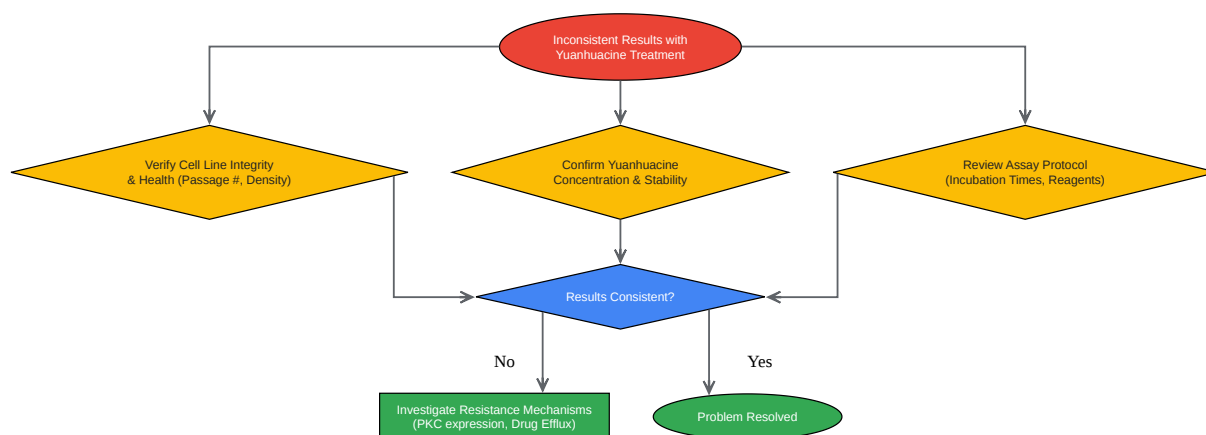 Inconsistent Results with
Yuanhuacine Treatment
Verify Cell Line Integrity
& Health (Passage #, Density)
Confirm Yuanhuacine
Concentration & Stability
Review Assay Protocol
(Incubation Times, Reagents)
Results Consistent?
No
Yes
Investigate Resistance Mechanisms
(PKC expression, Drug Efflux)
Problem Resolved